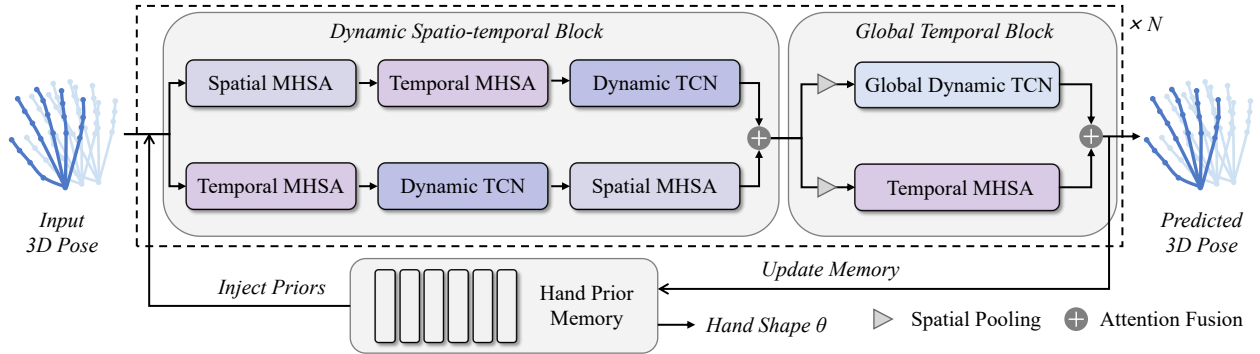 Dynamic Spatio-temporal Block
Global Temporal Block
× N
Spatial MHSA
Temporal MHSA
Dynamic TCN
Global Dynamic TCN
Temporal MHSA
Dynamic TCN
Spatial MHSA
Temporal MHSA
Input
3D Pose
Predicted
3D Pose
Inject Priors
Hand Prior
Memory
Update Memory
Hand Shape θ
Spatial Pooling
Attention Fusion